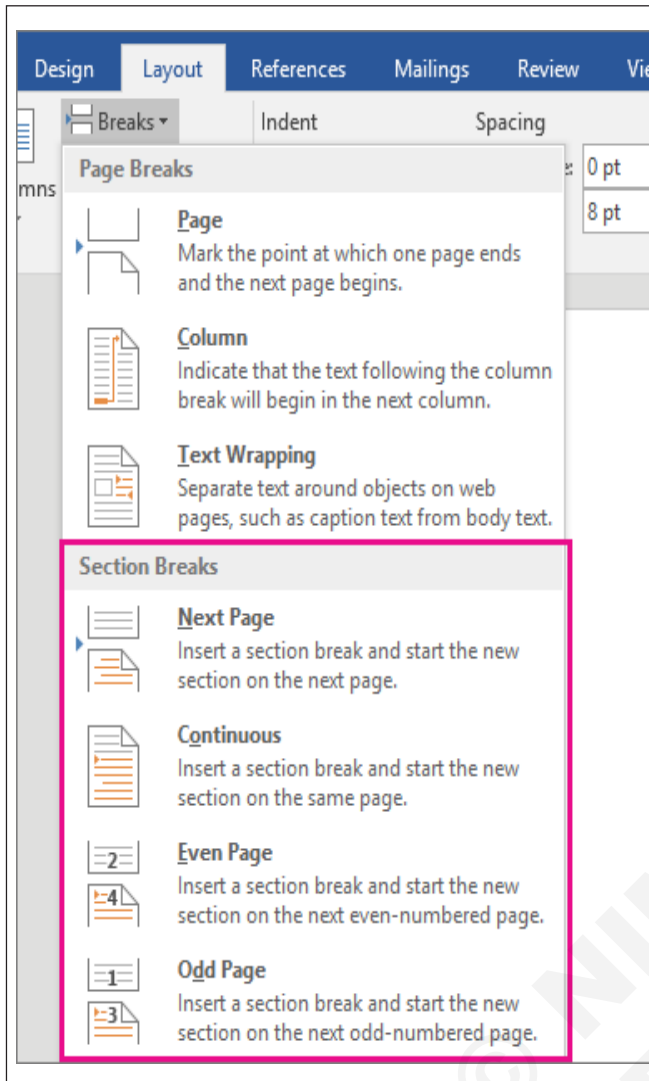 Design Layout References Mailings Review Vie
Breaks Indent Spacing
mns
Page Breaks
0 pt
8 pt
Page
Mark the point at which one page ends
and the next page begins.
Column
Indicate that the text following the column
break will begin in the next column.
Text Wrapping
Separate text around objects on web
pages, such as caption text from body text.
Section Breaks
Next Page
Insert a section break and start the new
section on the next page.
Continuous
Insert a section break and start the new
section on the same page.
2
4
Even Page
Insert a section break and start the new
section on the next even-numbered page.
1
3
Odd Page
Insert a section break and start the new
section on the next odd-numbered page.